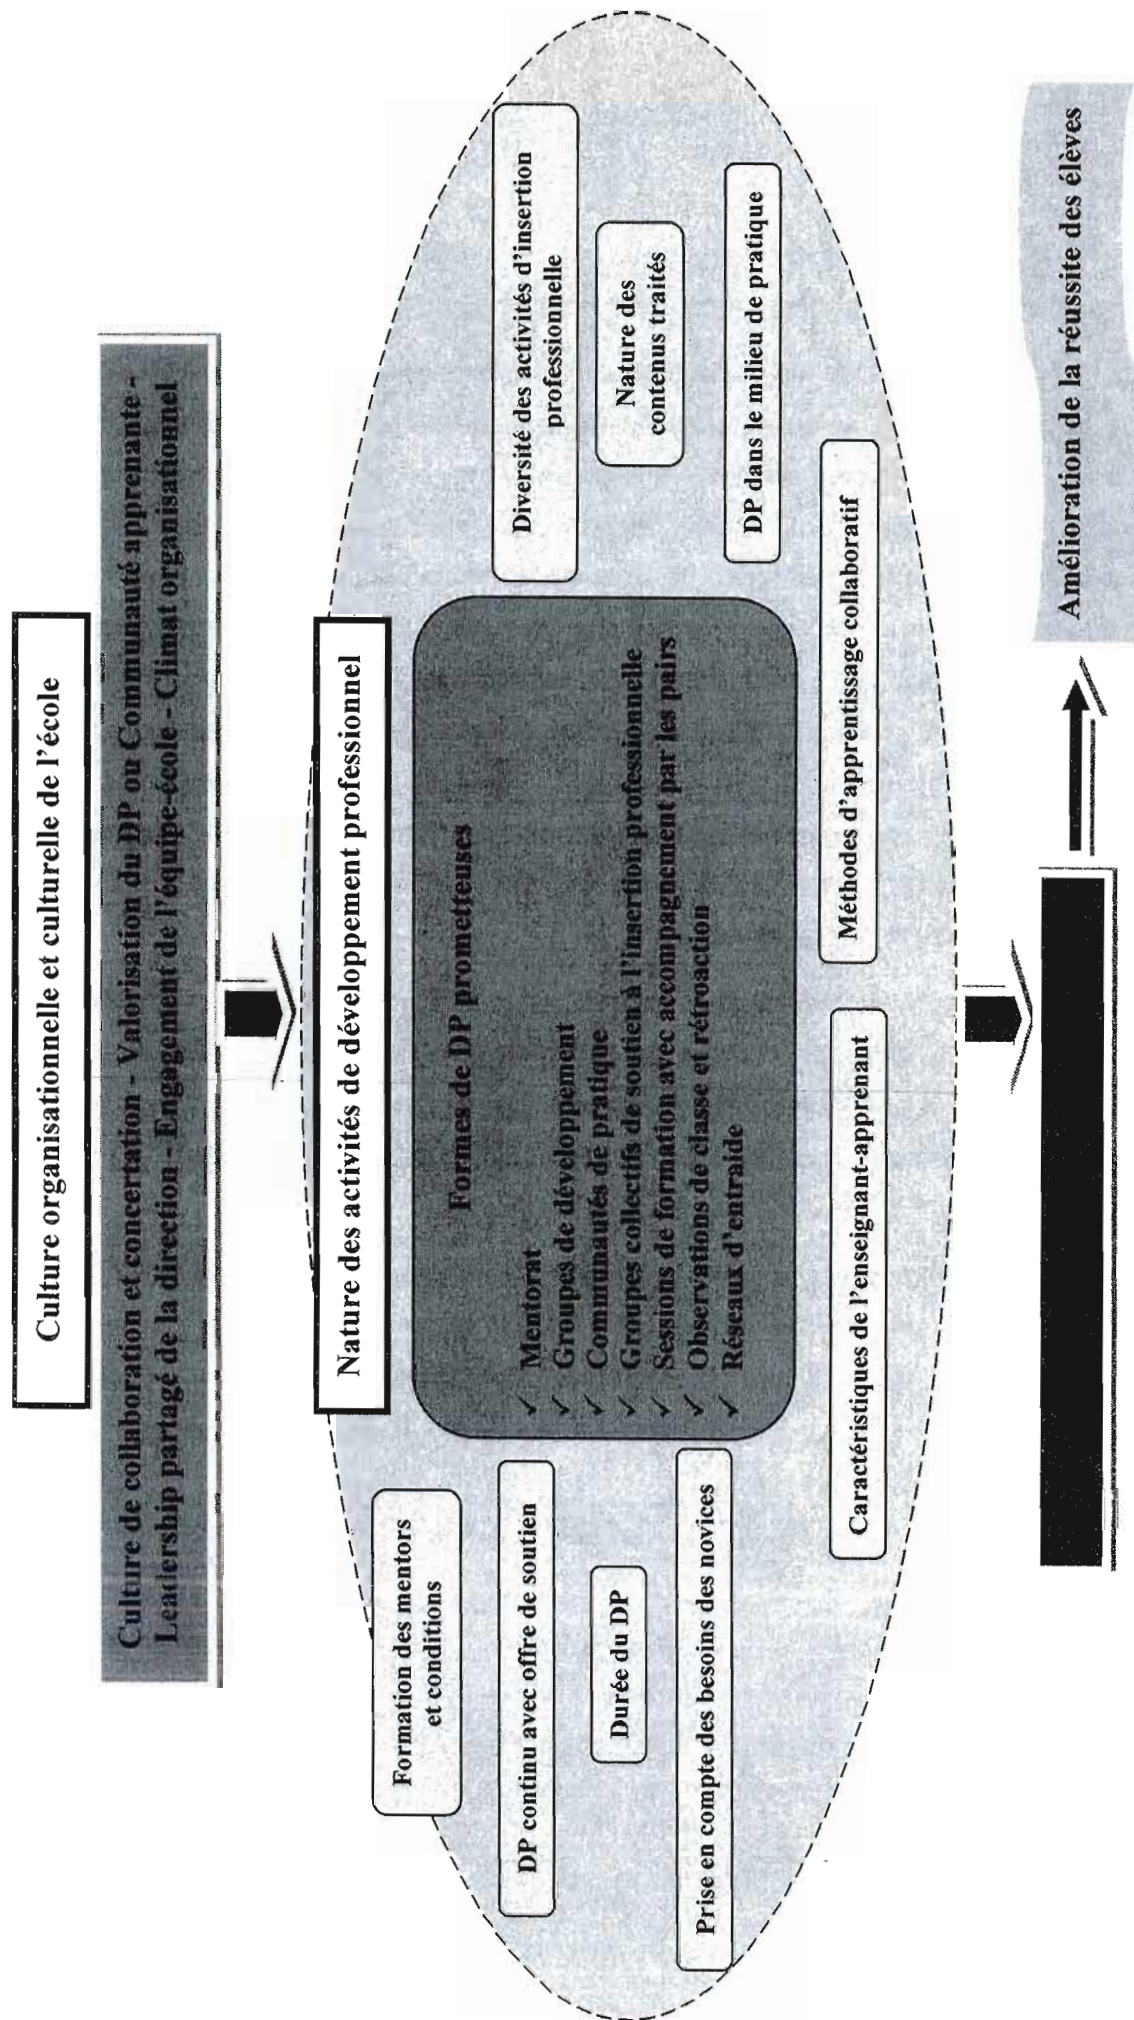 Culture organisationnelle et culturelle de l'école
Culture de collaboration et concertation - Valorisation du DP ou Communauté apprenante -
Leadership partagé de la direction - Engagement de l'équipe-école - Climat organisationnel
Nature des activités de développement professionnel
Formation des mentors
et conditions
DP continu avec offre de soutien
Durée du DP
Prise en compte des besoins des novices
Formes de DP prometteuses
✓ Mentorat
✓ Groupes de développement
✓ Communautés de pratique
✓ Groupes collectifs de soutien à l'insertion professionnelle
✓ Sessions de formation avec accompagnement par les pairs
✓ Observations de classe et rétroaction
✓ Réseaux d'entraide
Diversité des activités d'insertion
professionnelle
Nature des
contenus traités
DP dans le milieu de pratique
Caractéristiques de l'enseignant-apprenant
Méthodes d'apprentissage collaboratif
Amélioration de la réussite des élèves